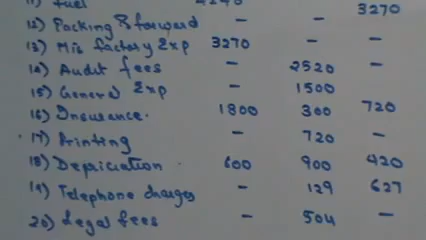 11) Fuel 3270
12) Packing & forward - -
13) Mis factory Exp 3270 - -
14) Audit fees - 2520 -
15) General Exp 1500
16) Insurance. 1800 300 720
17) Printing - 720 -
18) Depriciation 600 900 420
19) Telephone charges - 129 627
20) Legal fees - 504 -